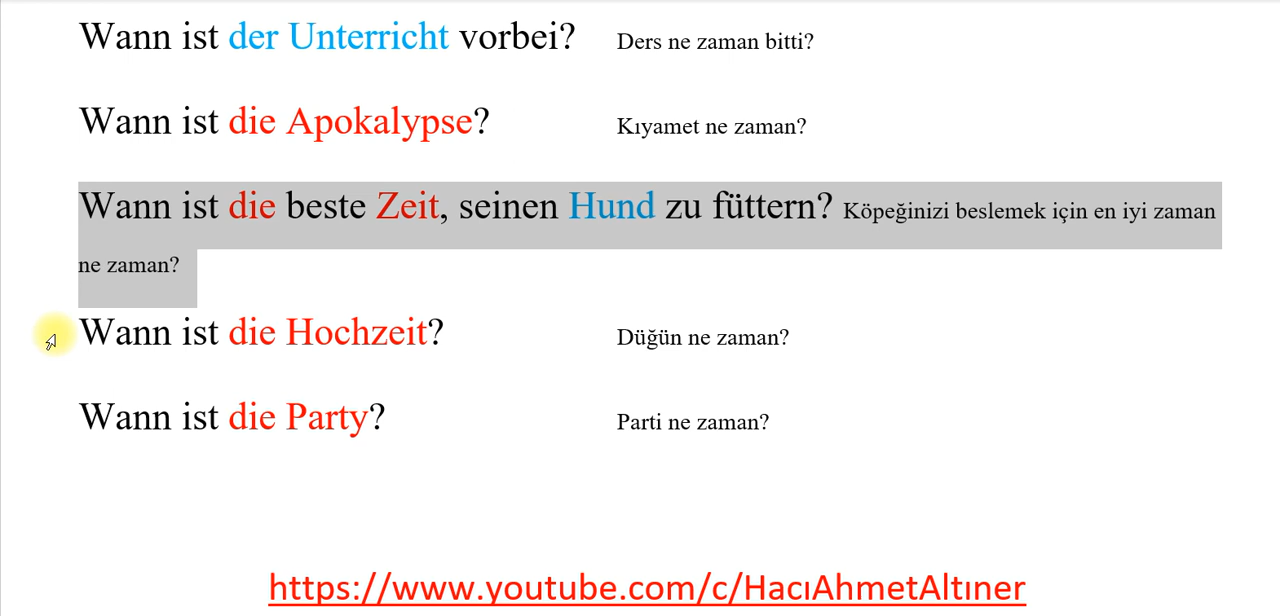 Wann ist der Unterricht vorbei? Ders ne zaman bitti?
Wann ist die Apokalypse? Kıyamet ne zaman?
Wann ist die beste Zeit, seinen Hund zu füttern? Köpeğinizi beslemek için en iyi zaman
ne zaman?
Wann ist die Hochzeit? Düğün ne zaman?
Wann ist die Party? Parti ne zaman?
https://www.youtube.com/c/HacıAhmetAltıner